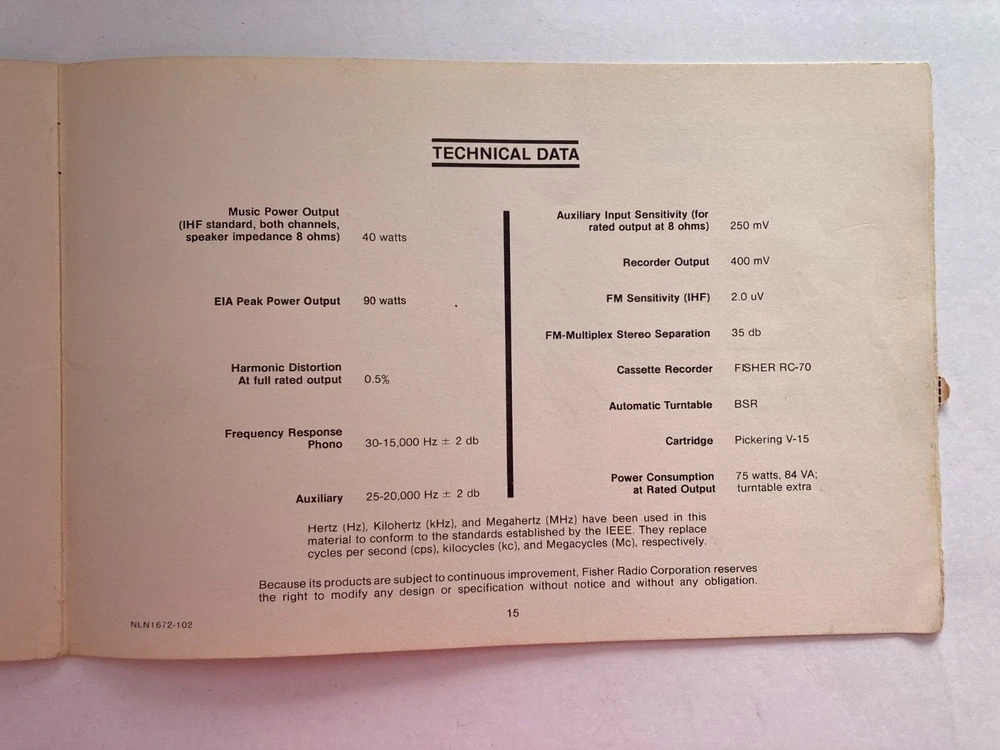 TECHNICAL DATA
Music Power Output
(IHF standard, both channels,
speaker impedance 8 ohms) 40 watts
EIA Peak Power Output 90 watts
Harmonic Distortion
At full rated output 0.5%
Frequency Response
Phono 30-15,000 Hz ± 2 db
Auxiliary 25-20,000 Hz ± 2 db
Auxiliary Input Sensitivity (for
rated output at 8 ohms) 250 mV
Recorder Output 400 mV
FM Sensitivity (IHF) 2.0 uV
FM-Multiplex Stereo Separation 35 db
Cassette Recorder FISHER RC-70
Automatic Turntable BSR
Cartridge Pickering V-15
Power Consumption 75 watts, 84 VA;
at Rated Output turntable extra
Hertz (Hz), Kilohertz (kHz), and Megahertz (MHz) have been used in this
material to conform to the standards established by the IEEE. They replace
cycles per second (cps), kilocycles (kc), and Megacycles (Mc), respectively.
Because its products are subject to continuous improvement, Fisher Radio Corporation reserves
the right to modify any design or specification without notice and without any obligation.
15
NLN1672-102